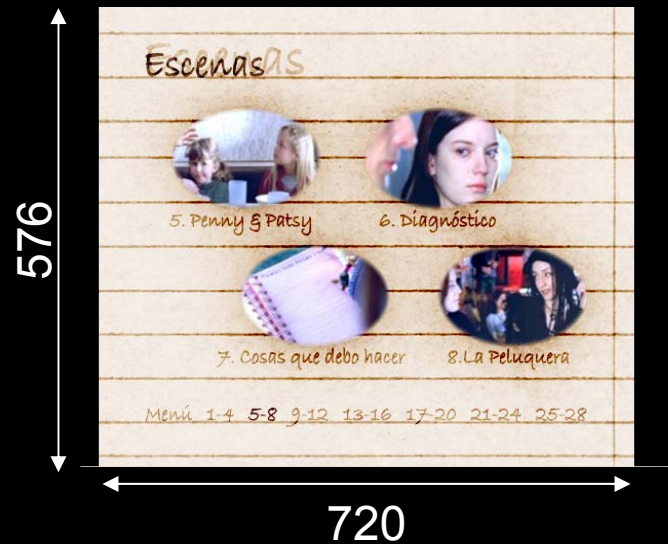 Escenas
5. Penny & Patsy
6. Diagnóstico
7. Cosas que debo hacer
8.La Peluquera
Menú 1-4 5-8 9-12 13-16 17-20 21-24 25-28
576
720